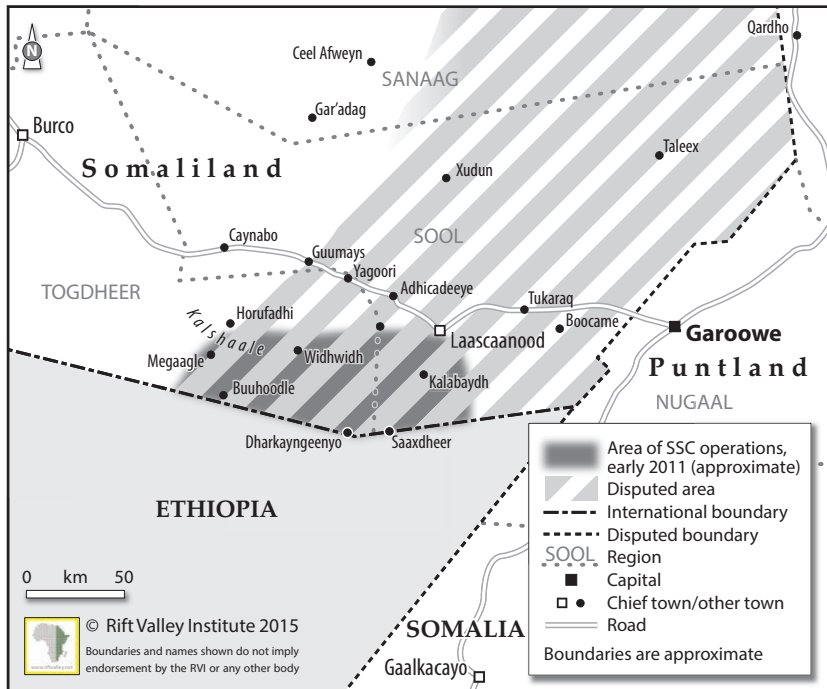 Qardho
Ceel Afweyn
SANAAG
N
Gar'adag
Burco
Somaliland
Taleex
Xudun
Caynabo
SOOL
Guumays
Yagoori
TOGDHEER
Adhicadeeye
Horufadhi
Tukaraq
Kalshaale
Boocame
Laascaanood
Garoowe
Megaagle
Widhwidh
Puntland
Kalabaydh
Buuhoodle
NUGAAL
Dharkayngeenyo
Saaxdheer
ETHIOPIA
Area of SSC operations,
early 2011 (approximate)
Disputed area
International boundary
Disputed boundary
SOOL Region
Capital
Chief town/other town
Road
Boundaries are approximate
0 km 50
© Rift Valley Institute 2015
Boundaries and names shown do not imply
endorsement by the RVI or any other body
www.riftvalley.net
SOMALIA
Gaalkacayo